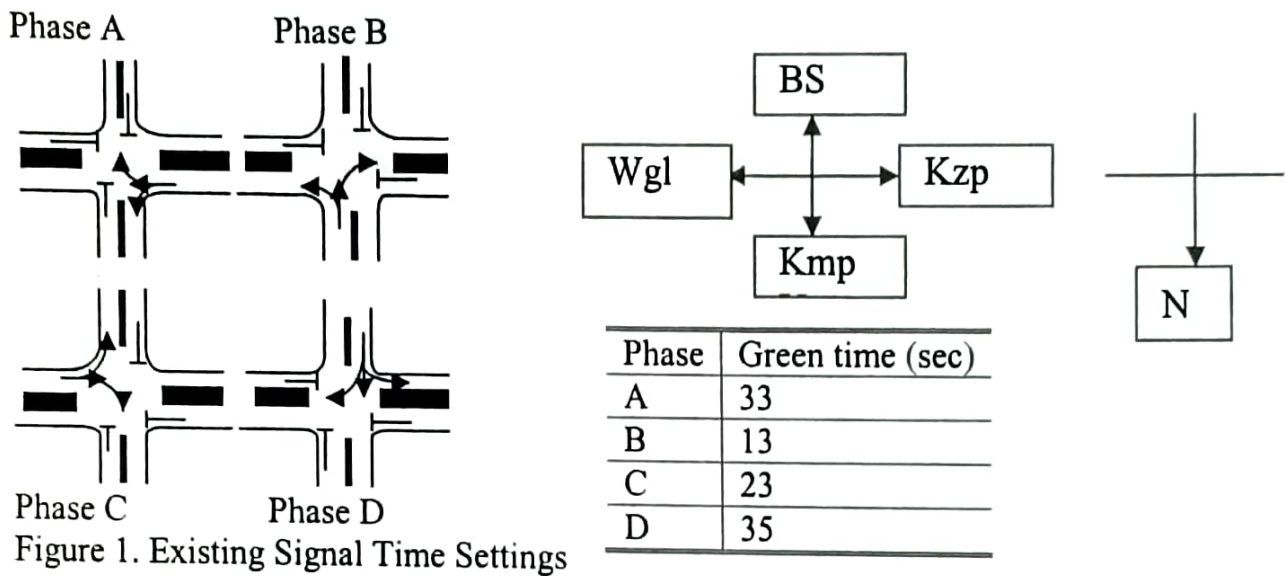 Phase A
Phase B
Phase C
Phase D
Figure 1. Existing Signal Time Settings
BS
Wgl
Kzp
Kmp
N
Phase Green time (sec)
A 33
B 13
C 23
D 35